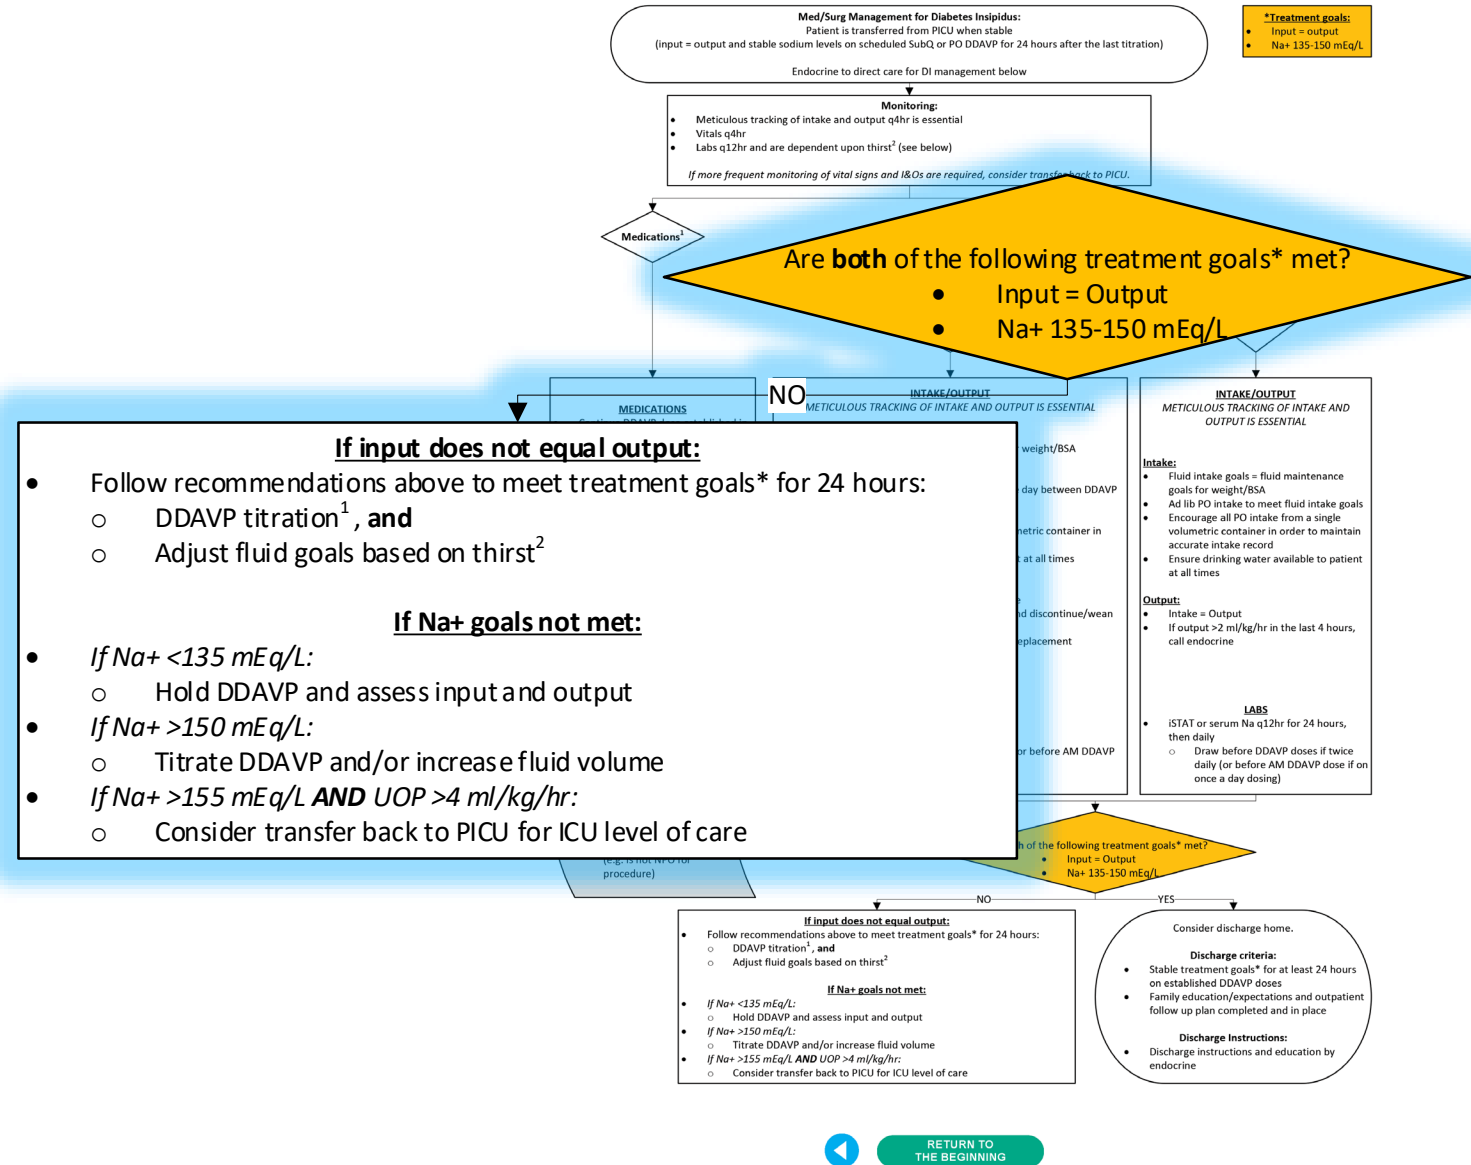 Med/Surg Management for Diabetes Insipidus:
Patient is transferred from PICU when stable
(input = output and stable sodium levels on scheduled SubQ or PO DDAVP for 24 hours after the last titration)
Endocrine to direct care for DI management below
*Treatment goals:
• Input = output
• Na+ 135-150 mEq/L
Monitoring:
• Meticulous tracking of intake and output q4hr is essential
• Vitals q4hr
• Labs q12hr and are dependent upon thirst² (see below)
If more frequent monitoring of vital signs and I&Os are required, consider transfer back to PICU.
Medications¹
Are both of the following treatment goals* met?
• Input = Output
• Na+ 135-150 mEq/L
NO
If input does not equal output:
• Follow recommendations above to meet treatment goals* for 24 hours:
○ DDAVP titration¹, and
○ Adjust fluid goals based on thirst²
If Na+ goals not met:
• If Na+ <135 mEq/L:
○ Hold DDAVP and assess input and output
• If Na+ >150 mEq/L:
○ Titrate DDAVP and/or increase fluid volume
• If Na+ >155 mEq/L AND UOP >4 ml/kg/hr:
○ Consider transfer back to PICU for ICU level of care
MEDICATIONS
(e.g. is not NPO for
procedure)
INTAKE/OUTPUT
METICULOUS TRACKING OF INTAKE AND OUTPUT IS ESSENTIAL
weight/BSA
day between DDAVP
metric container in
t at all times
nd discontinue/wean
replacement
or before AM DDAVP
INTAKE/OUTPUT
METICULOUS TRACKING OF INTAKE AND
OUTPUT IS ESSENTIAL
Intake:
• Fluid intake goals = fluid maintenance
goals for weight/BSA
• Ad lib PO intake to meet fluid intake goals
• Encourage all PO intake from a single
volumetric container in order to maintain
accurate intake record
• Ensure drinking water available to patient
at all times
Output:
• Intake = Output
• If output >2 ml/kg/hr in the last 4 hours,
call endocrine
LABS
• iSTAT or serum Na q12hr for 24 hours,
then daily
○ Draw before DDAVP doses if twice
daily (or before AM DDAVP dose if on
once a day dosing)
h of the following treatment goals* met?
• Input = Output
• Na+ 135-150 mEq/L
NO
YES
If input does not equal output:
• Follow recommendations above to meet treatment goals* for 24 hours:
○ DDAVP titration¹, and
○ Adjust fluid goals based on thirst²
If Na+ goals not met:
• If Na+ <135 mEq/L:
○ Hold DDAVP and assess input and output
• If Na+ >150 mEq/L:
○ Titrate DDAVP and/or increase fluid volume
• If Na+ >155 mEq/L AND UOP >4 ml/kg/hr:
○ Consider transfer back to PICU for ICU level of care
Consider discharge home.
Discharge criteria:
• Stable treatment goals* for at least 24 hours
on established DDAVP doses
• Family education/expectations and outpatient
follow up plan completed and in place
Discharge Instructions:
• Discharge instructions and education by
endocrine
RETURN TO
THE BEGINNING